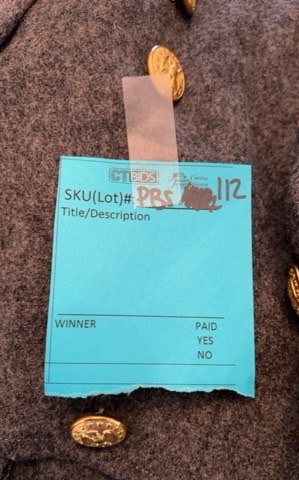 CTBIDS
SKU(Lot)# PBS 112
Title/Description
WINNER PAID
YES
NO